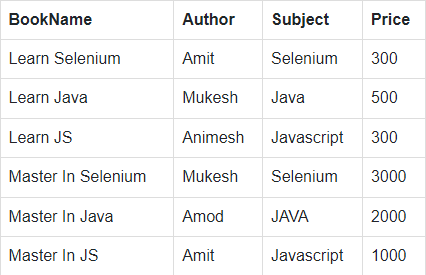 BookName Author Subject Price
Learn Selenium Amit Selenium 300
Learn Java Mukesh Java 500
Learn JS Animesh Javascript 300
Master In Selenium Mukesh Selenium 3000
Master In Java Amod JAVA 2000
Master In JS Amit Javascript 1000